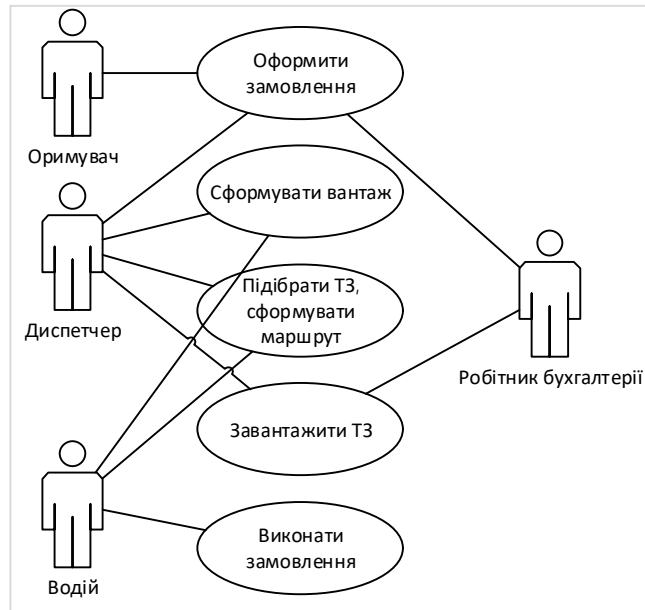 Оформити
замовлення
Оримувач
Сформувати вантаж
Диспетчер
Підібрати ТЗ,
сформувати
маршрут
Робітник бухгалтерії
Завантажити ТЗ
Виконати
замовлення
Водій